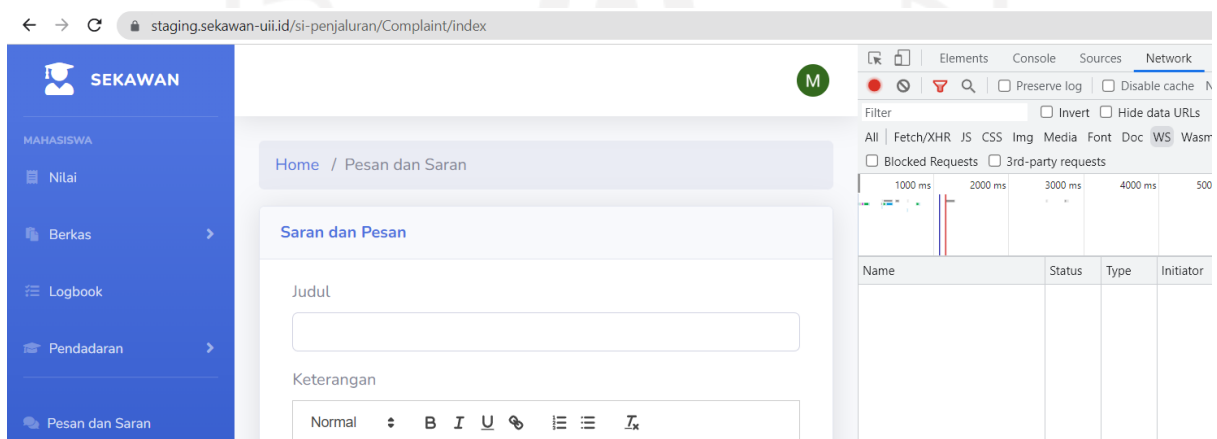 staging.sekawan-uii.id/si-penjaluran/Complaint/index
SEKAWAN
M
MAHASISWA
Nilai
Berkas
Logbook
Pendadaran
Pesan dan Saran
Home / Pesan dan Saran
Saran dan Pesan
Judul
Keterangan
Normal B I U Tx
Elements Console Sources Network
Preserve log Disable cache N
Filter Invert Hide data URLs
All Fetch/XHR JS CSS Img Media Font Doc WS Wasm
Blocked Requests 3rd-party requests
1000 ms 2000 ms 3000 ms 4000 ms 500
Name Status Type Initiator